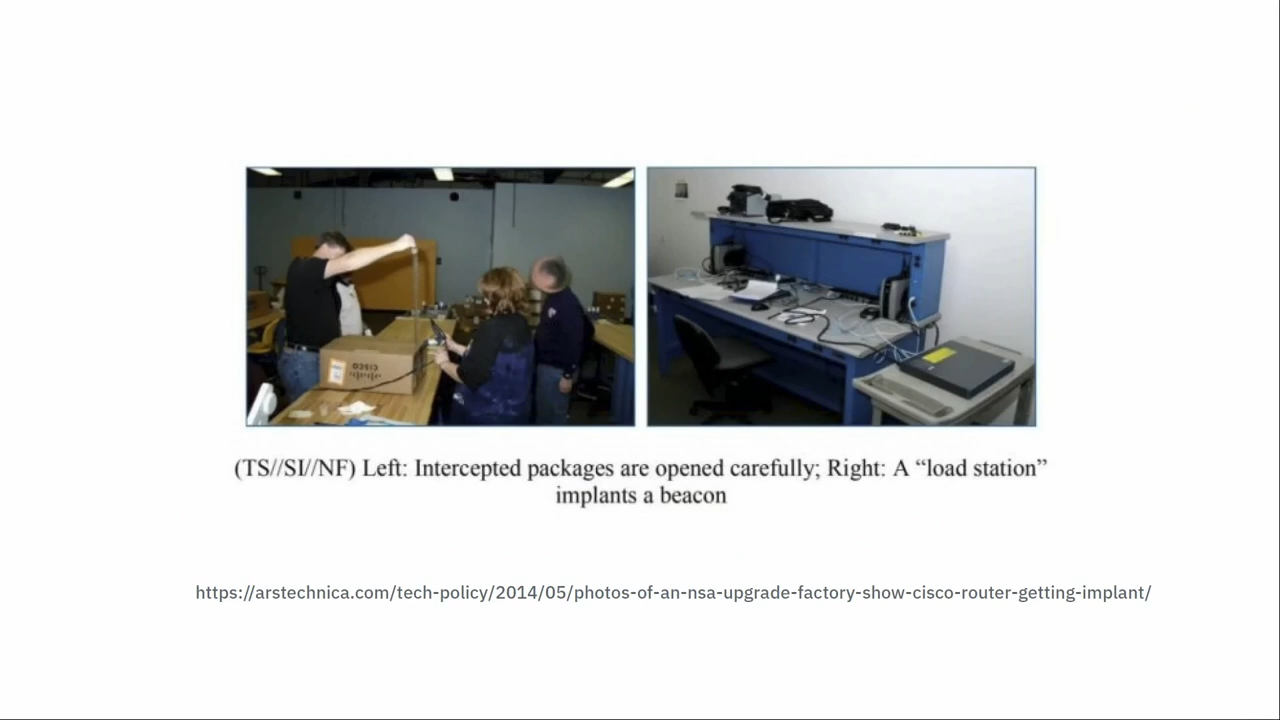 CISCO
(TS//SI//NF) Left: Intercepted packages are opened carefully; Right: A “load station”
implants a beacon
https://arstechnica.com/tech-policy/2014/05/photos-of-an-nsa-upgrade-factory-show-cisco-router-getting-implant/